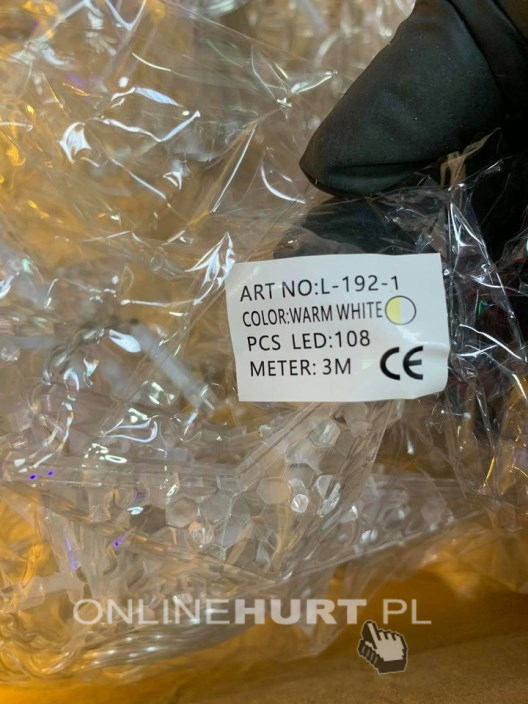 ART NO:L-192-1
COLOR:WARM WHITE
PCS LED:108
METER: 3M CE
ONLINEHURT.PL